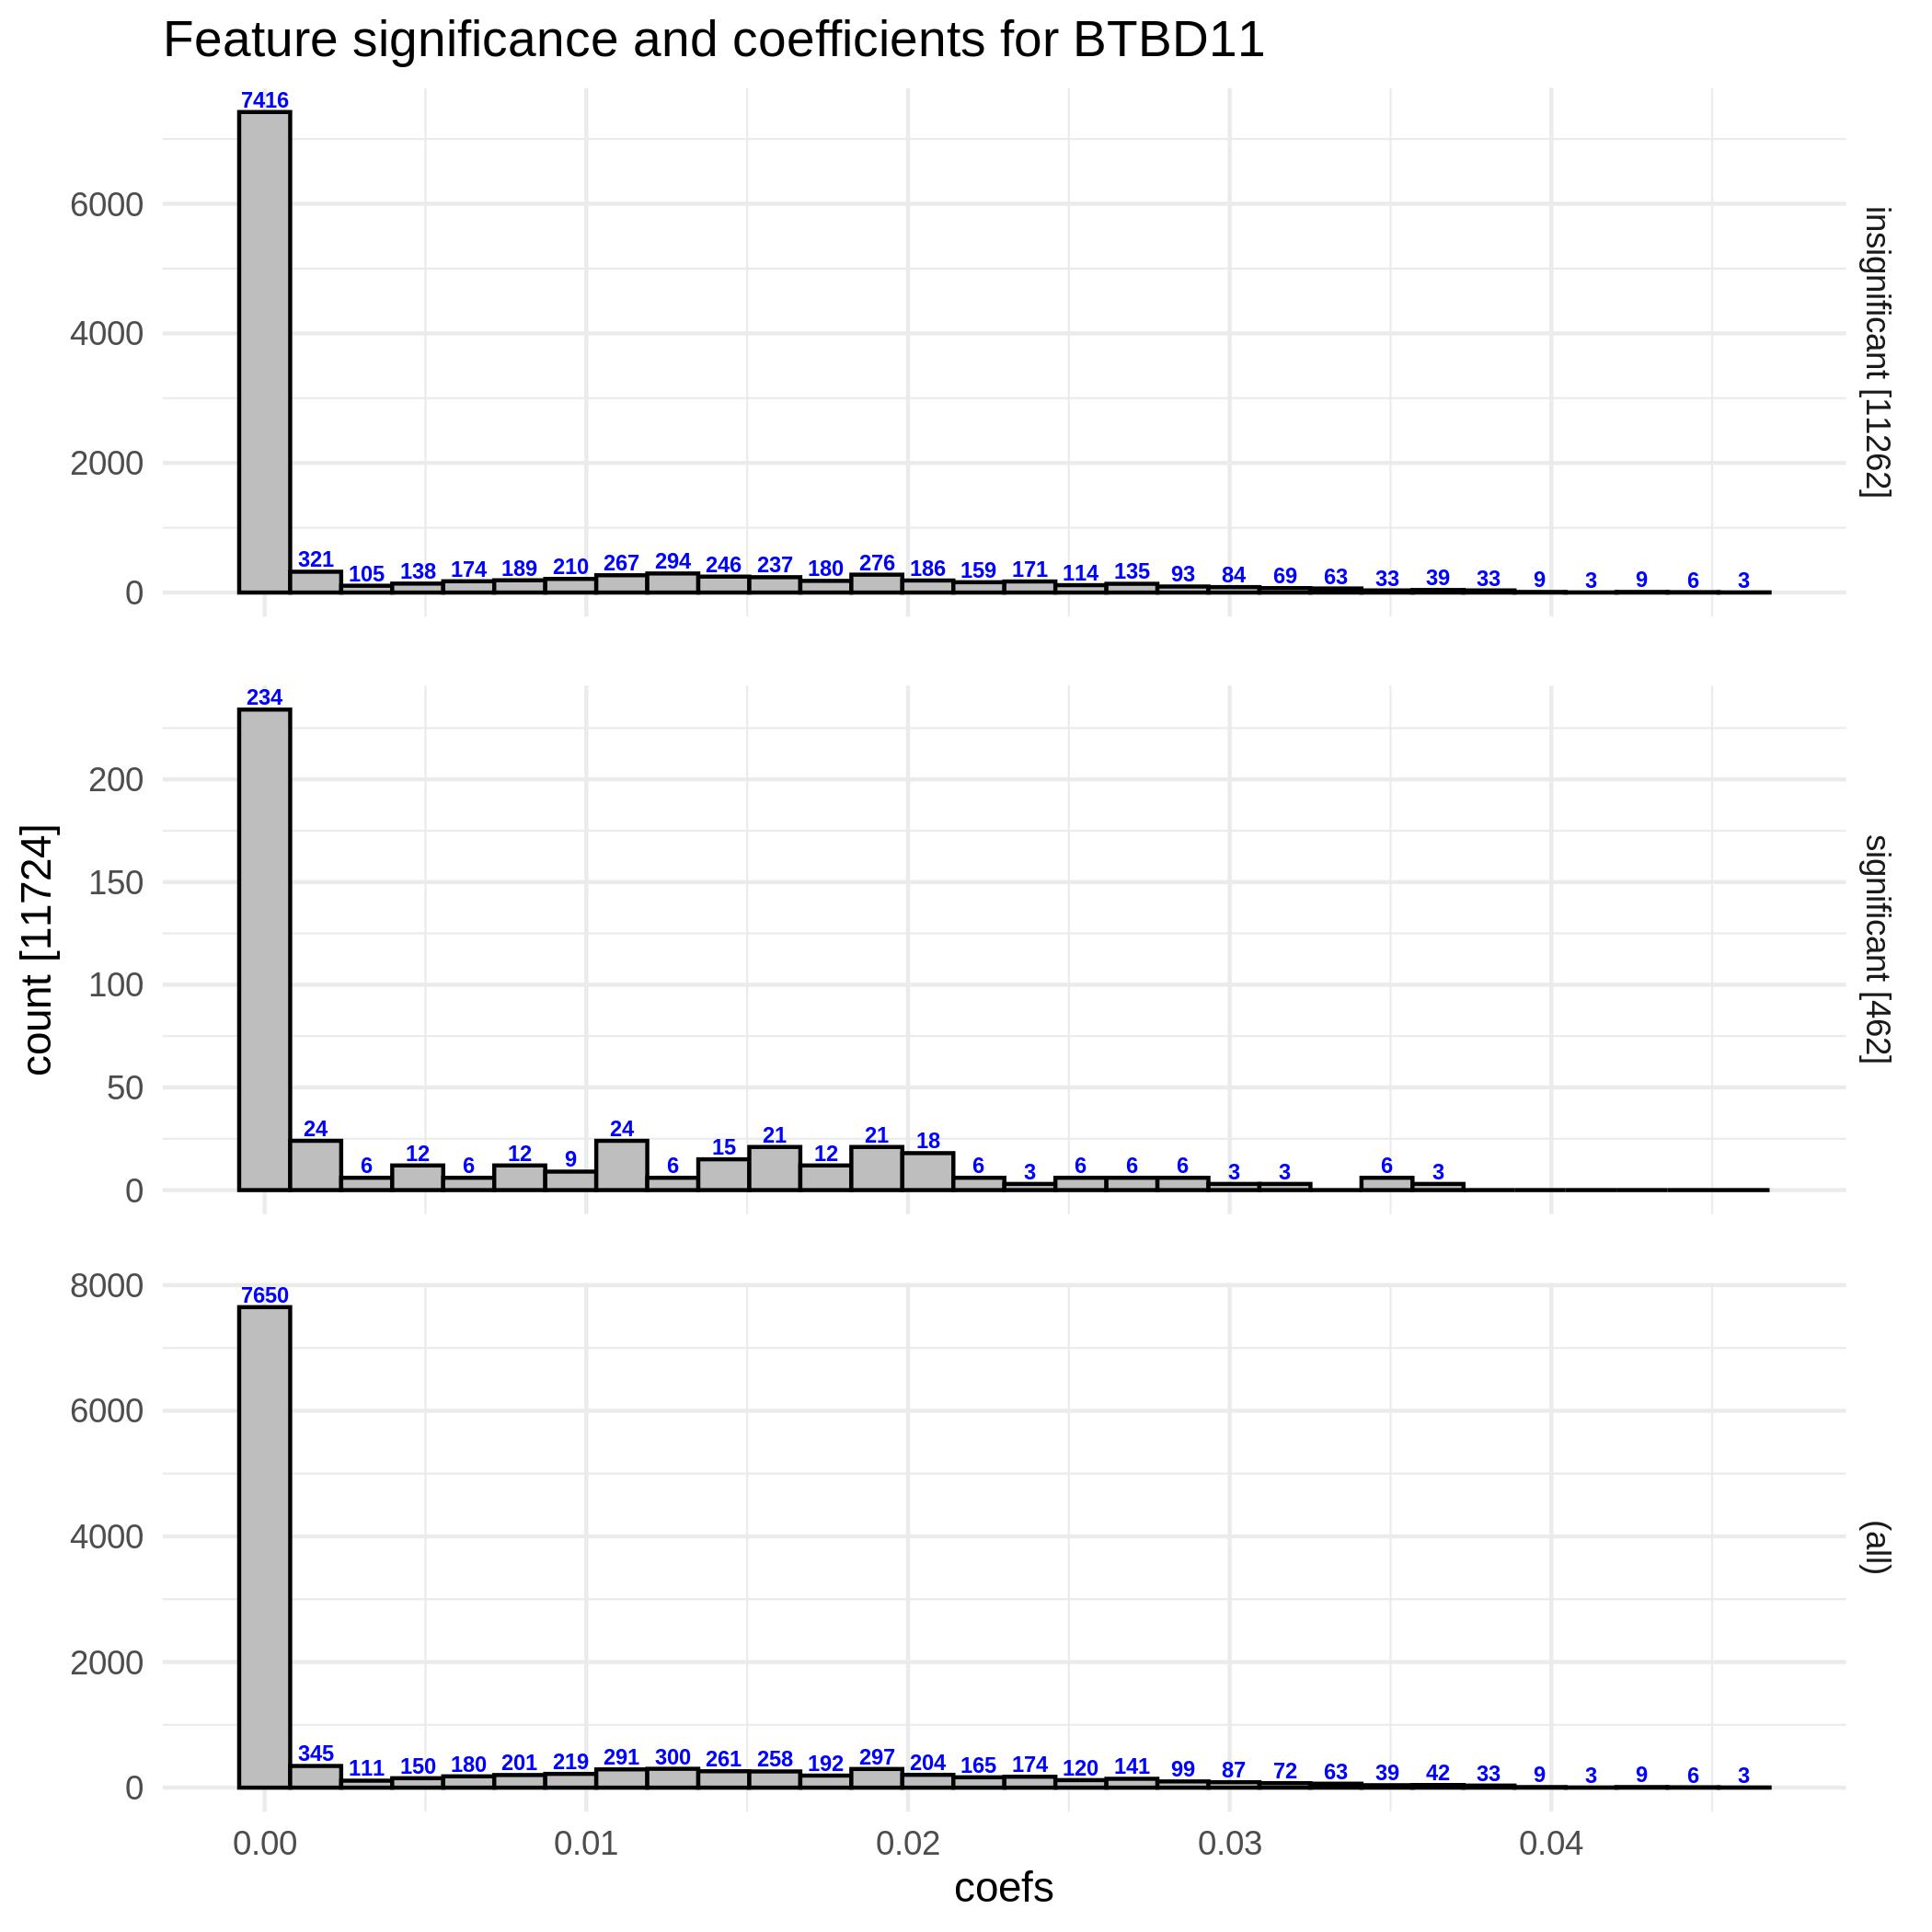 Feature significance and coefficients for BTBD11
7416
6000
4000
2000
321 105 138 174 189 210 267 294 246 237 180 276 186 159 171 114 135 93 84 69 63 33 39 33 9 3 9 6 3
0
insignificant [11262]
234
200
150
100
50
24 6 12 6 12 9 24 6 15 21 12 21 18 6 3 6 6 6 3 3 6 3
0
significant [462]
count [11724]
8000
7650
6000
4000
2000
345 111 150 180 201 219 291 300 261 258 192 297 204 165 174 120 141 99 87 72 63 39 42 33 9 3 9 6 3
0
(all)
0.00 0.01 0.02 0.03 0.04
coefs